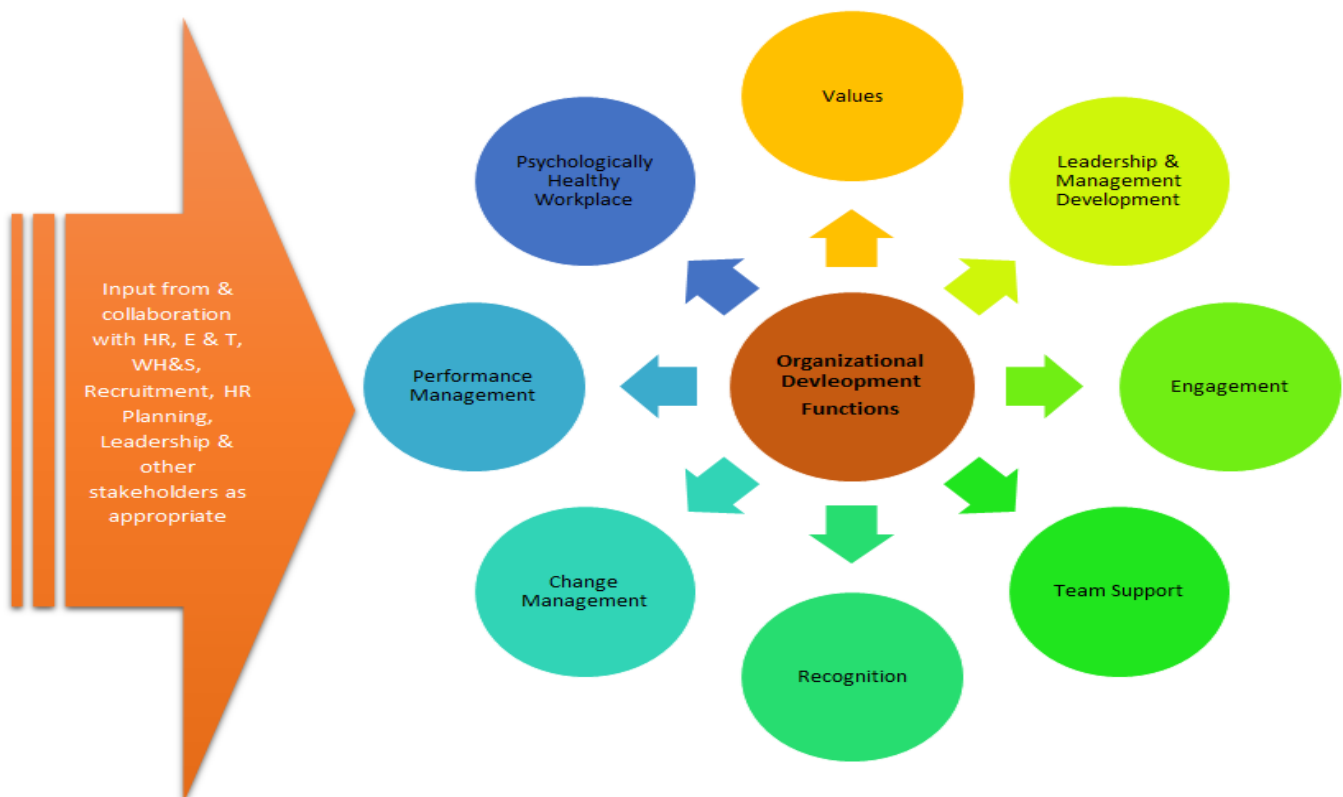 Input from &
collaboration
with HR, E & T,
WH&S,
Recruitment, HR
Planning,
Leadership &
other
stakeholders as
appropriate
Organizational
Devleopment
Functions
Values
Leadership &
Management
Development
Engagement
Team Support
Recognition
Change
Management
Performance
Management
Psychologically
Healthy
Workplace